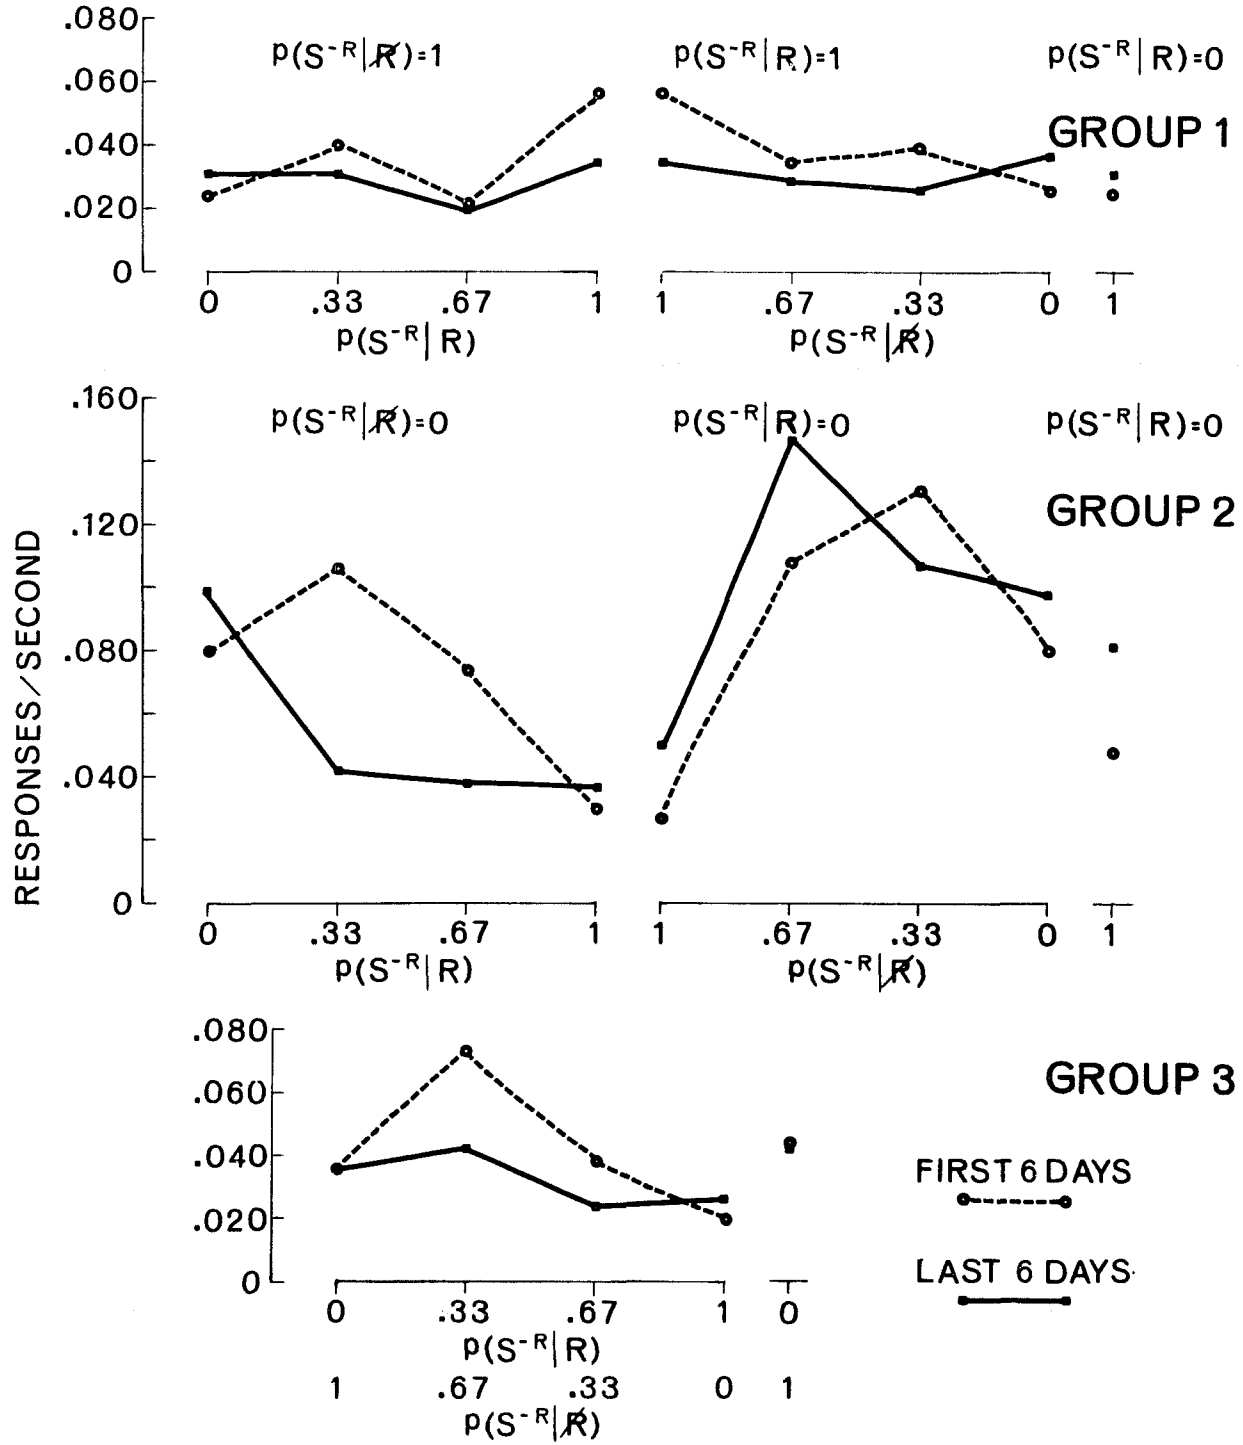 .080
.060
.040
.020
0
p(S⁻ᴿ|R̸)=1
p(S⁻ᴿ|R)=1
p(S⁻ᴿ|R)=0
GROUP 1
0 .33 .67 1
p(S⁻ᴿ|R)
1 .67 .33 0
p(S⁻ᴿ|R̸)
1
RESPONSES/SECOND
.160
.120
.080
.040
0
p(S⁻ᴿ|R̸)=0
p(S⁻ᴿ|R)=0
p(S⁻ᴿ|R)=0
GROUP 2
0 .33 .67 1
p(S⁻ᴿ|R)
1 .67 .33 0
p(S⁻ᴿ|R̸)
1
.080
.060
.040
.020
0
GROUP 3
FIRST 6 DAYS
LAST 6 DAYS
0 .33 .67 1 0
p(S⁻ᴿ|R)
1 .67 .33 0 1
p(S⁻ᴿ|R̸)